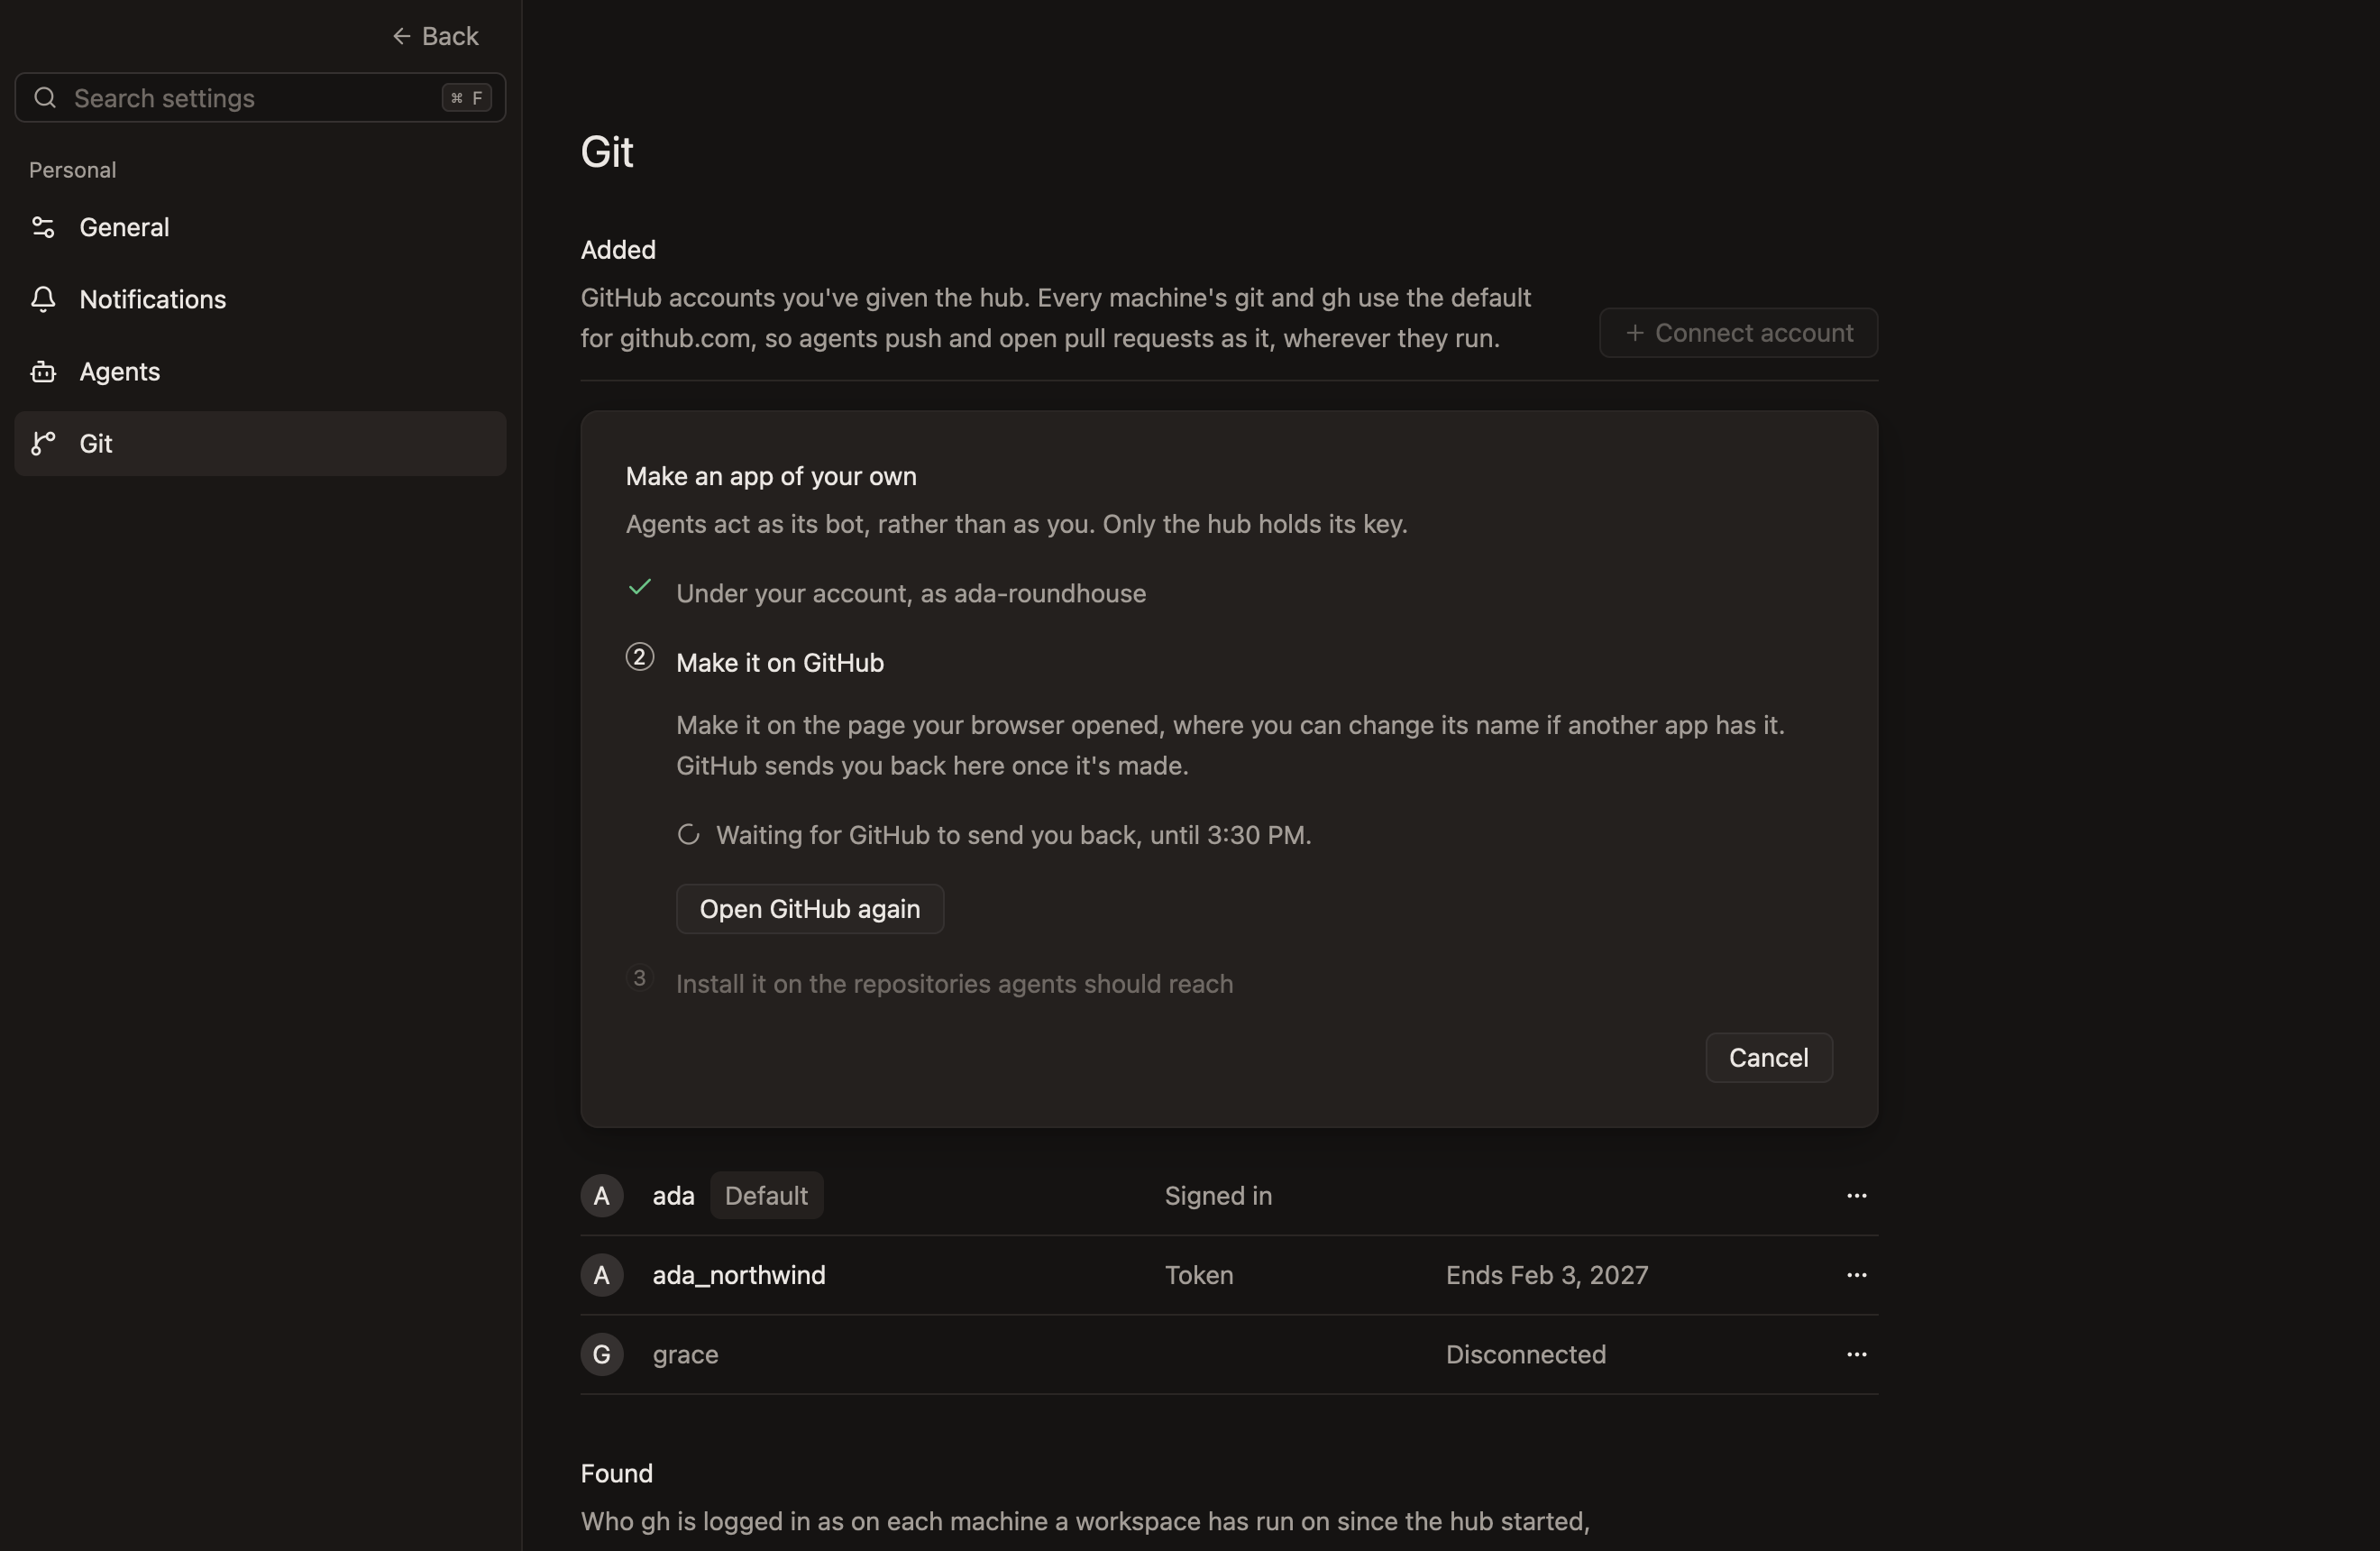 Back
Search settings
⌘ F
Personal
General
Notifications
Agents
Git
Git
Added
GitHub accounts you've given the hub. Every machine's git and gh use the default
for github.com, so agents push and open pull requests as it, wherever they run.
+ Connect account
Make an app of your own
Agents act as its bot, rather than as you. Only the hub holds its key.
Under your account, as ada-roundhouse
2 Make it on GitHub
Make it on the page your browser opened, where you can change its name if another app has it.
GitHub sends you back here once it's made.
Waiting for GitHub to send you back, until 3:30 PM.
Open GitHub again
3 Install it on the repositories agents should reach
Cancel
A ada Default Signed in
A ada_northwind Token Ends Feb 3, 2027
G grace Disconnected
Found
Who gh is logged in as on each machine a workspace has run on since the hub started,